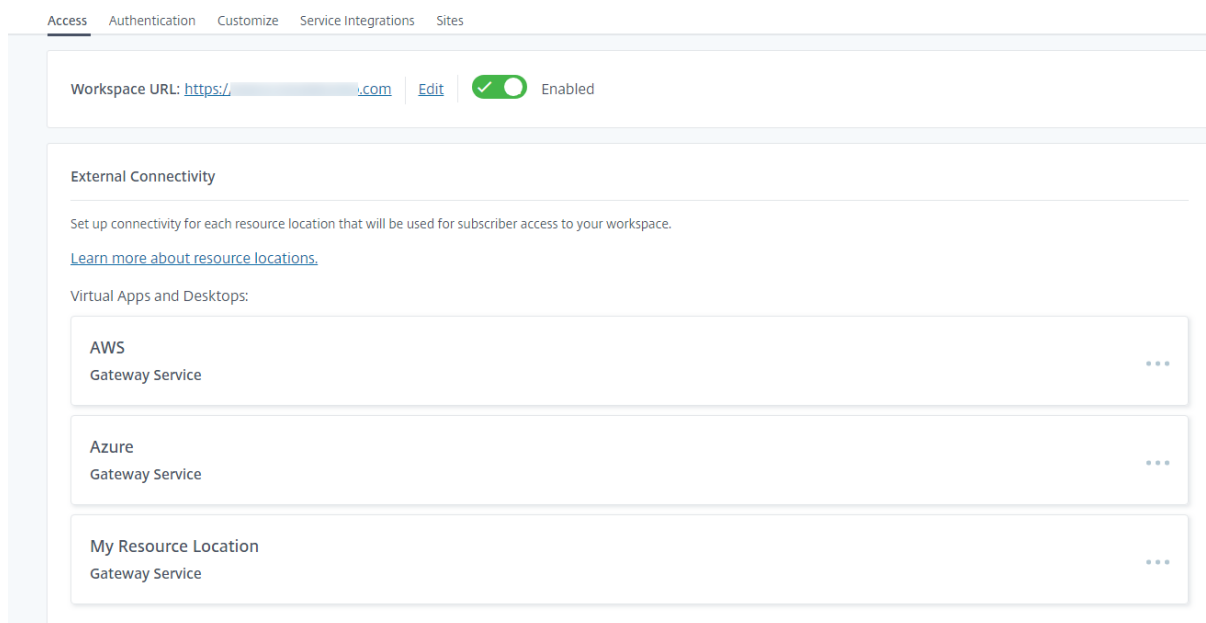 Access Authentication Customize Service Integrations Sites
Workspace URL: https:/ .com Edit Enabled
External Connectivity
Set up connectivity for each resource location that will be used for subscriber access to your workspace.
Learn more about resource locations.
Virtual Apps and Desktops:
AWS
Gateway Service
Azure
Gateway Service
My Resource Location
Gateway Service